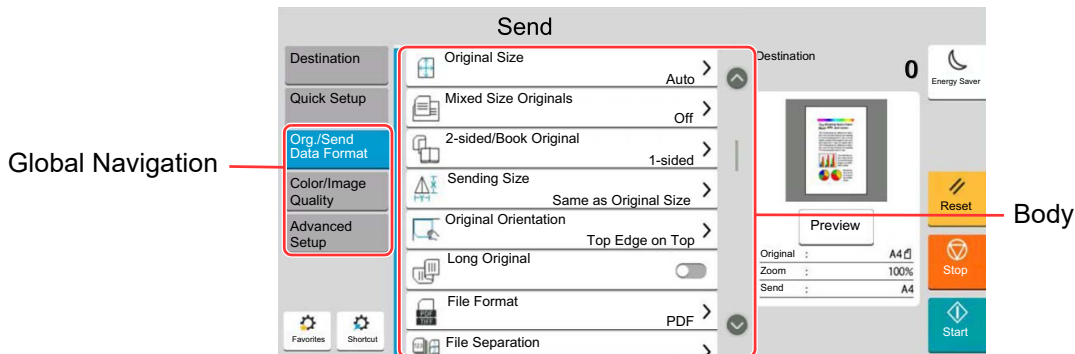 Send
Global Navigation
Destination
Quick Setup
Org./Send
Data Format
Color/Image
Quality
Advanced
Setup
Favorites
Shortcut
Original Size
Auto
Mixed Size Originals
Off
2-sided/Book Original
1-sided
Sending Size
Same as Original Size
Original Orientation
Top Edge on Top
Long Original
File Format
PDF
File Separation
Destination
0
Preview
Original : A4
Zoom : 100%
Send : A4
Energy Saver
Reset
Stop
Start
Body